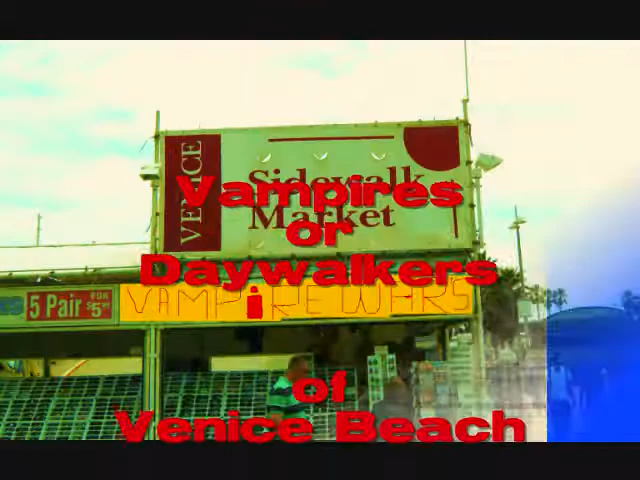 VENICE
Sidewalk
Market
Vampires
or
Daywalkers
5 Pair FOR $5
VAMPiRE WARS
of
Venice Beach